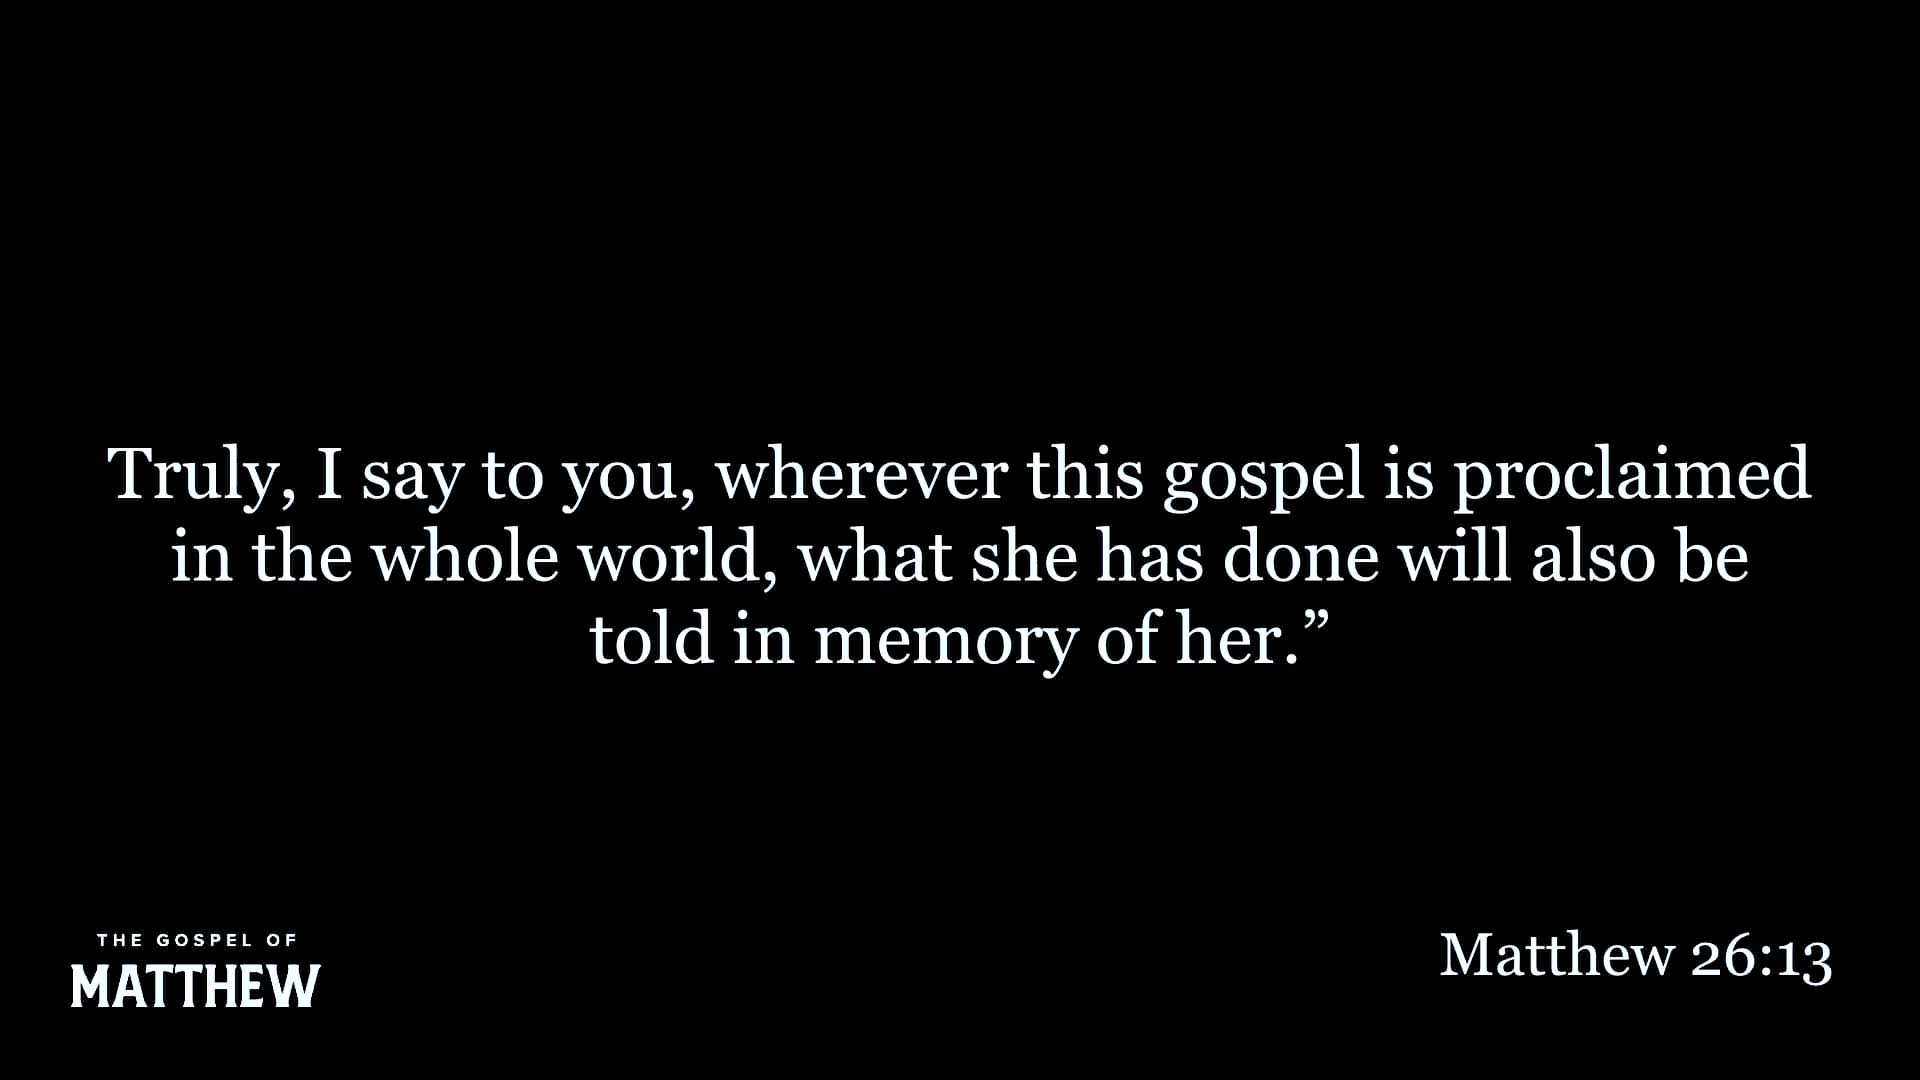 Truly, I say to you, wherever this gospel is proclaimed
in the whole world, what she has done will also be
told in memory of her.”
THE GOSPEL OF
MATTHEW
Matthew 26:13